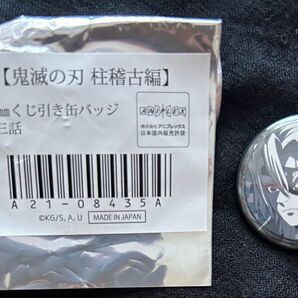 【鬼滅の刃 柱稽古編】
mmくじ引き缶バッジ
三話
ANIPLEX
株式会社 アニプレックス
日本国内販売許諾
A21-08435A
©KG/S, A, U
MADE IN JAPAN